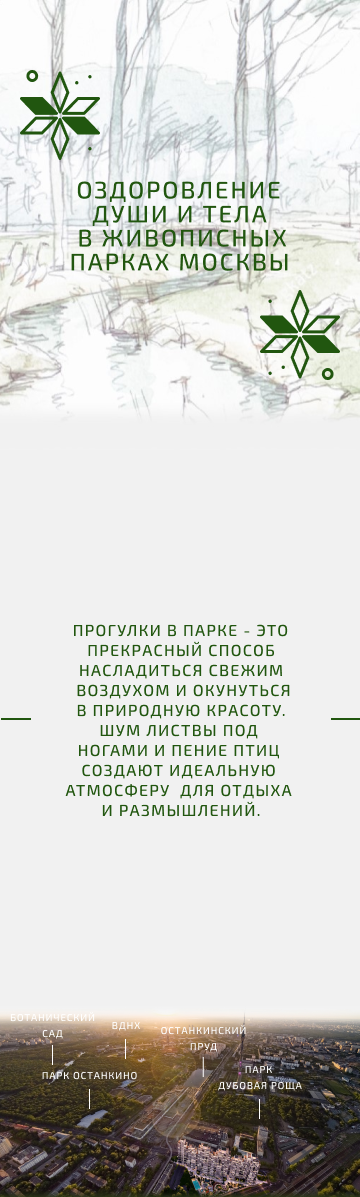 ОЗДОРОВЛЕНИЕ
ДУШИ И ТЕЛА
В ЖИВОПИСНЫХ
ПАРКАХ МОСКВЫ
ПРОГУЛКИ В ПАРКЕ - ЭТО
ПРЕКРАСНЫЙ СПОСОБ
НАСЛАДИТЬСЯ СВЕЖИМ
ВОЗДУХОМ И ОКУНУТЬСЯ
В ПРИРОДНУЮ КРАСОТУ.
ШУМ ЛИСТВЫ ПОД
НОГАМИ И ПЕНИЕ ПТИЦ
СОЗДАЮТ ИДЕАЛЬНУЮ
АТМОСФЕРУ ДЛЯ ОТДЫХА
И РАЗМЫШЛЕНИЙ.
БОТАНИЧЕСКИЙ
САД
ВДНХ
ОСТАНКИНСКИЙ
ПРУД
ПАРК ОСТАНКИНО
ПАРК
ДУБОВАЯ РОЩА